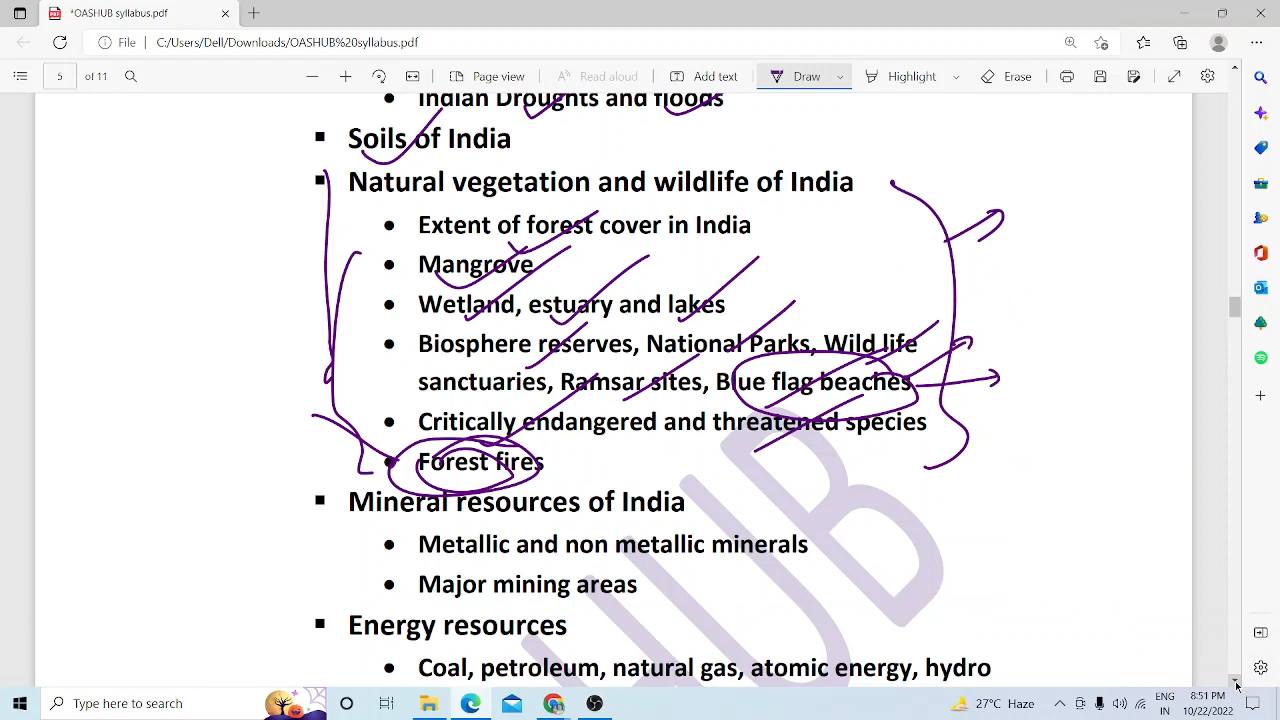 *OASHUB syllabus.pdf
File
C:/Users/Dell/Downloads/OASHUB%20syllabus.pdf
5 of 11
Page view
Read aloud
Add text
Draw
Highlight
Erase
Indian Droughts and floods
Soils of India
Natural vegetation and wildlife of India
Extent of forest cover in India
Mangrove
Wetland, estuary and lakes
Biosphere reserves, National Parks, Wild life
sanctuaries, Ramsar sites, Blue flag beaches
Critically endangered and threatened species
Forest fires
Mineral resources of India
Metallic and non metallic minerals
Major mining areas
Energy resources
Coal, petroleum, natural gas, atomic energy, hydro
HUB
Type here to search
27°C Haze
ENG
IN
8:51 PM
10/22/2022